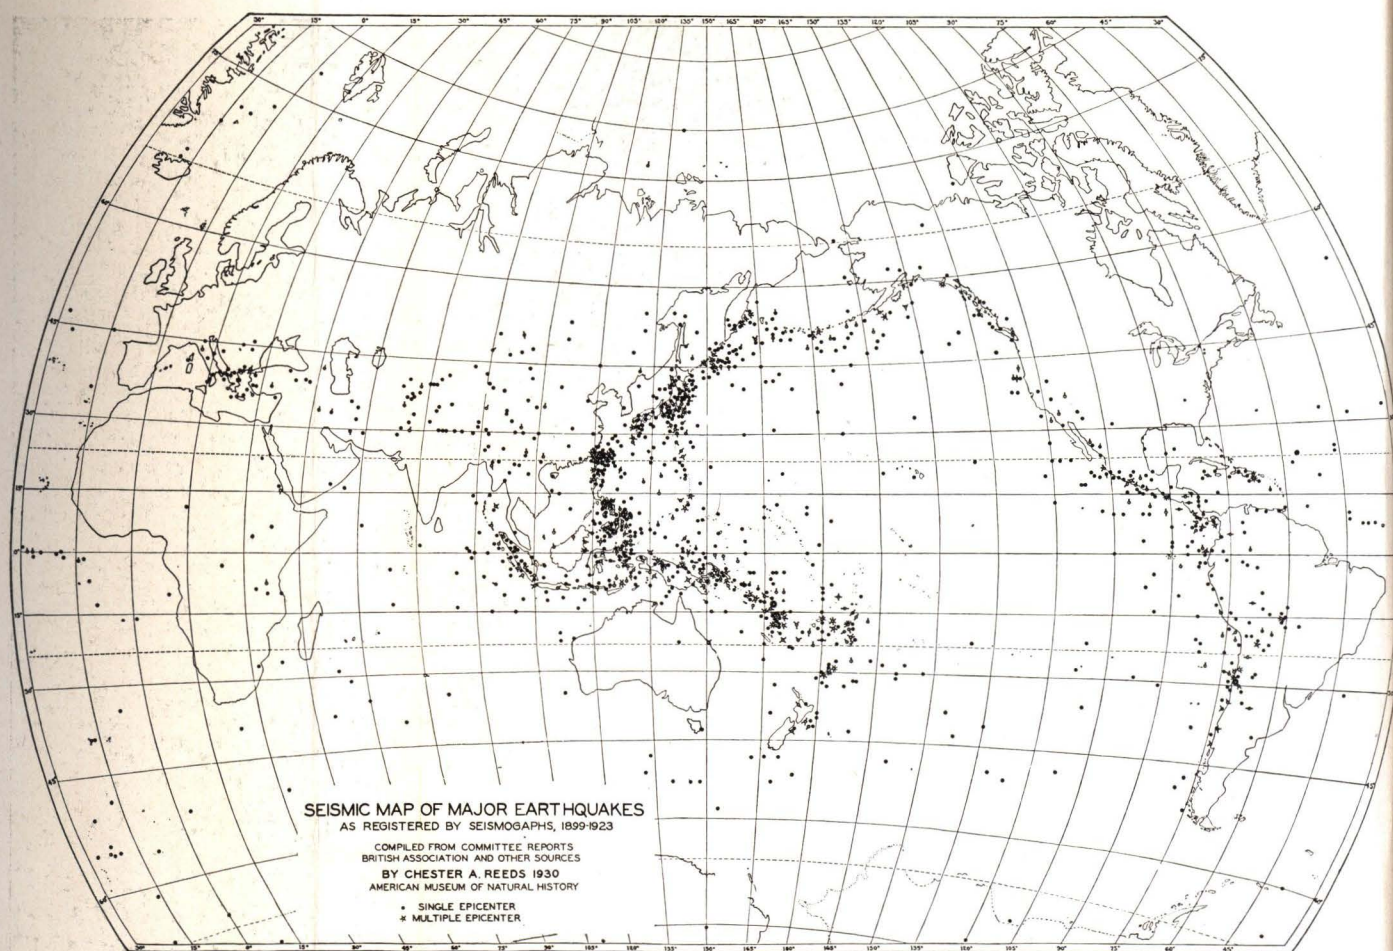 SEISMIC MAP OF MAJOR EARTHQUAKES
AS REGISTERED BY SEISMOGAPHS, 1899-1923
COMPILED FROM COMMITTEE REPORTS
BRITISH ASSOCIATION AND OTHER SOURCES
BY CHESTER A. REEDS 1930
AMERICAN MUSEUM OF NATURAL HISTORY
• SINGLE EPICENTER
* MULTIPLE EPICENTER